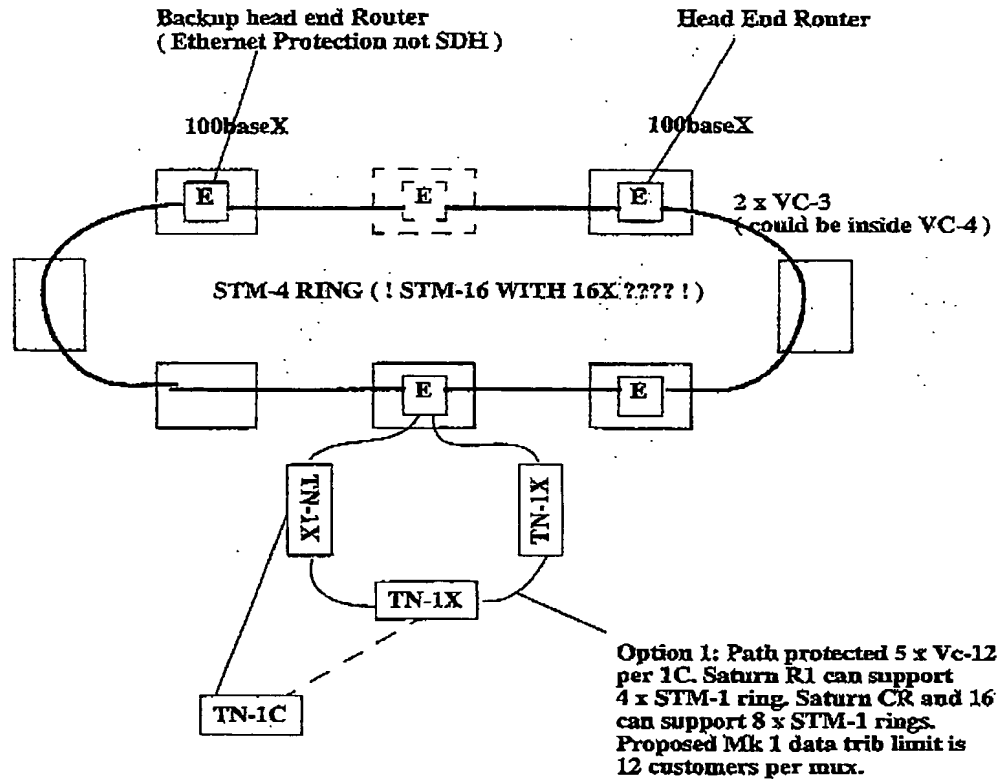 Backup head end Router
( Ethernet Protection not SDH )
Head End Router
100baseX
100baseX
E
E
E
2 x VC-3
( could be inside VC-4 )
STM-4 RING ( ! STM-16 WITH 16X ???? ! )
E
E
TN-1X
TN-1X
TN-1X
TN-1C
Option 1: Path protected 5 x Vc-12
per 1C. Saturn R1 can support
4 x STM-1 ring. Saturn CR and 16
can support 8 x STM-1 rings.
Proposed Mk 1 data trib limit is
12 customers per mux.